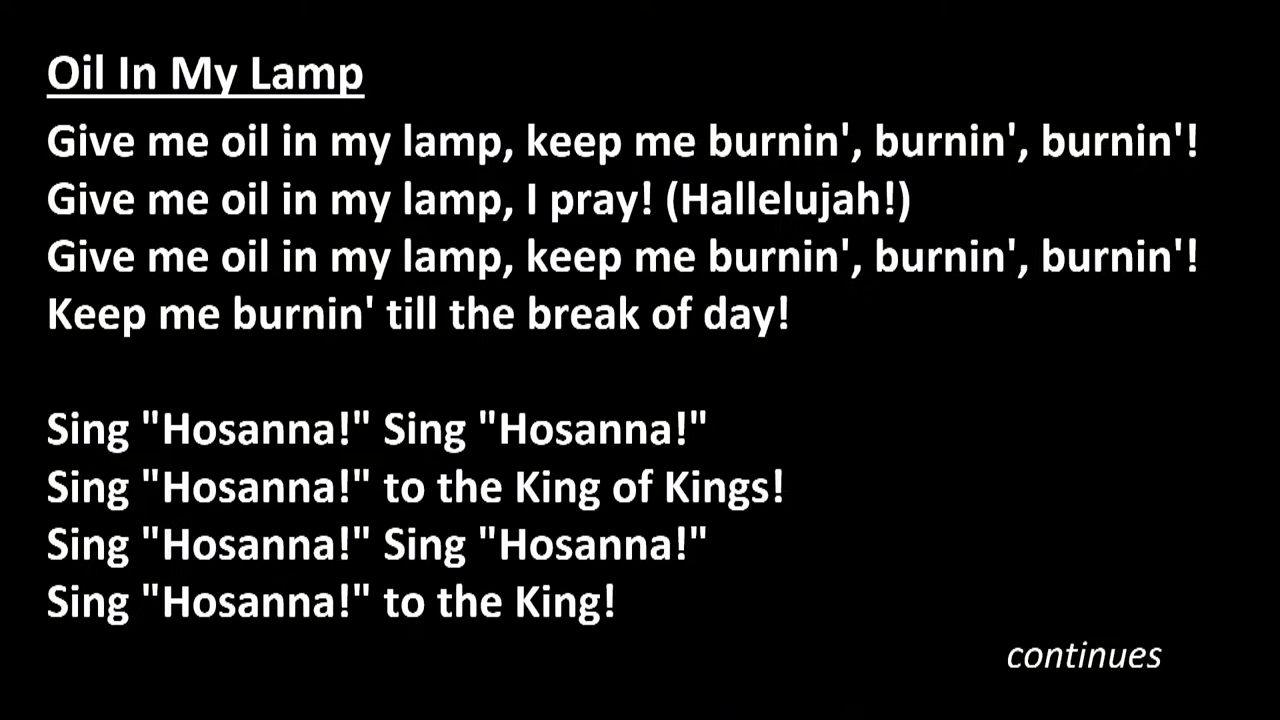 Oil In My Lamp
Give me oil in my lamp, keep me burnin', burnin', burnin'!
Give me oil in my lamp, I pray! (Hallelujah!)
Give me oil in my lamp, keep me burnin', burnin', burnin'!
Keep me burnin' till the break of day!
Sing "Hosanna!" Sing "Hosanna!"
Sing "Hosanna!" to the King of Kings!
Sing "Hosanna!" Sing "Hosanna!"
Sing "Hosanna!" to the King!
continues